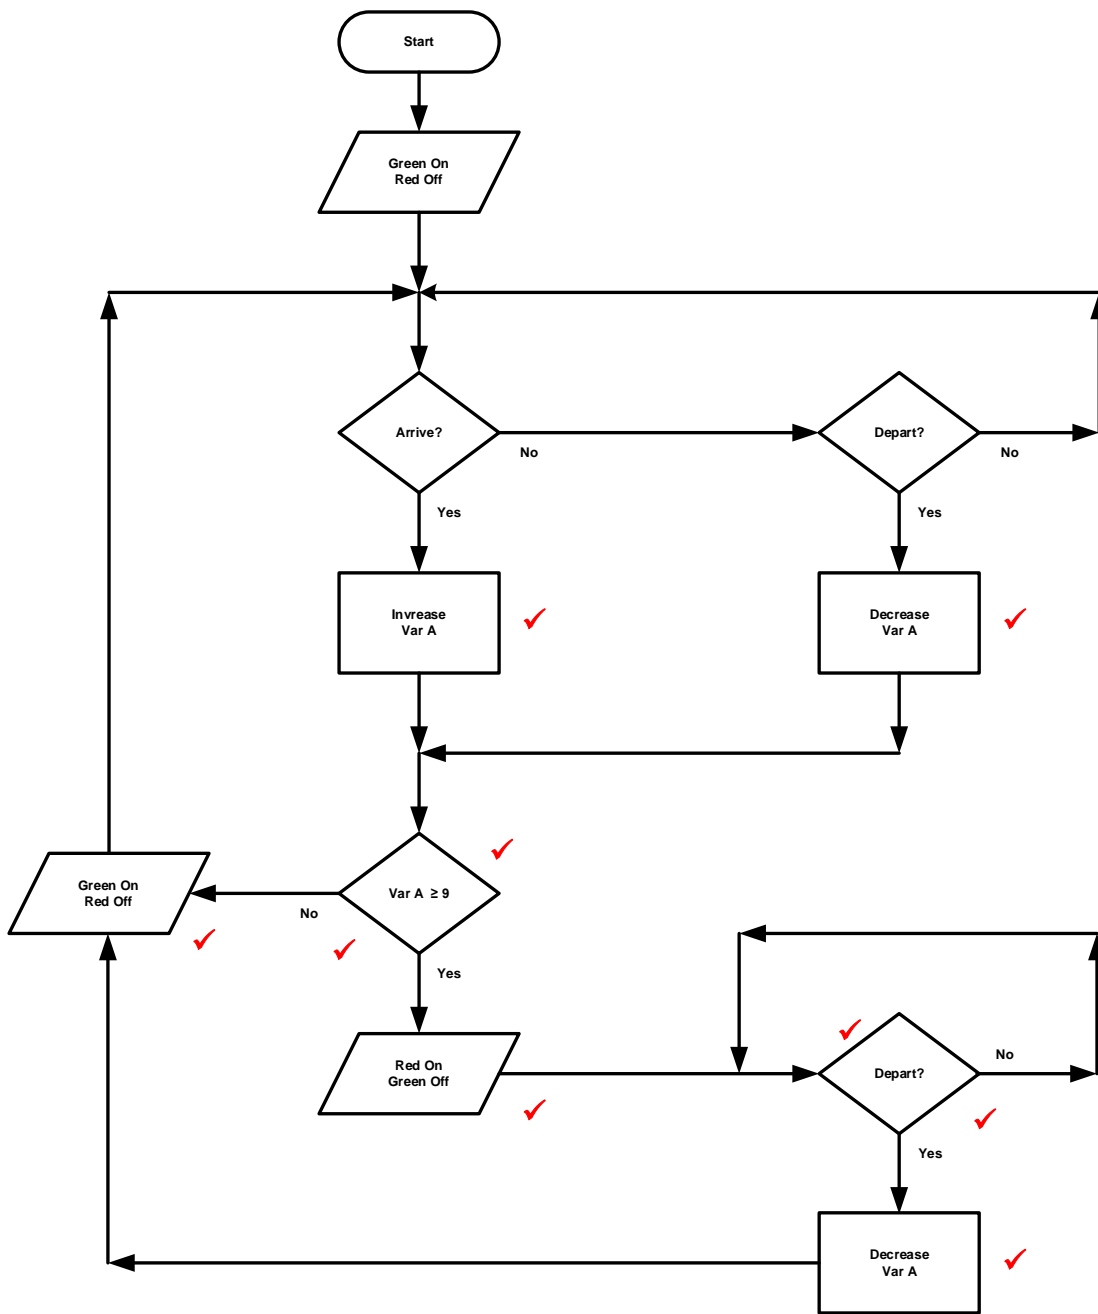 Start
Green On
Red Off
Arrive?
No
Depart?
No
Yes
Yes
Invrease
Var A
Decrease
Var A
Var A ≥ 9
Green On
Red Off
No
Yes
Red On
Green Off
Depart?
No
Yes
Decrease
Var A